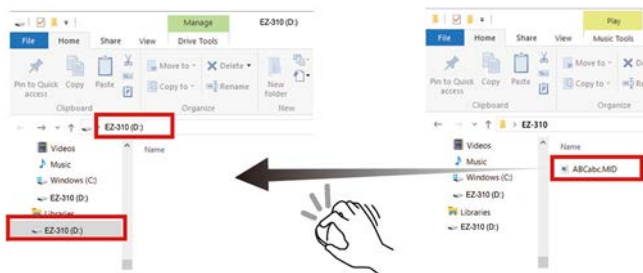 Manage
EZ-310 (D:)
File
Home
Share
View
Drive Tools
Pin to Quick access
Copy
Paste
Move to
Copy to
Delete
Rename
New folder
Clipboard
Organize
New
EZ-310 (D:)
Videos
Music
Windows (C:)
EZ-310 (D:)
Libraries
EZ-310 (D:)
Name
Play
File
Home
Share
View
Music Tools
Pin to Quick access
Copy
Paste
Move to
Copy to
Clipboard
Organize
EZ-310
Videos
Music
Windows (C:)
EZ-310 (D:)
Libraries
EZ-310 (D:)
Name
ABCabc.MID